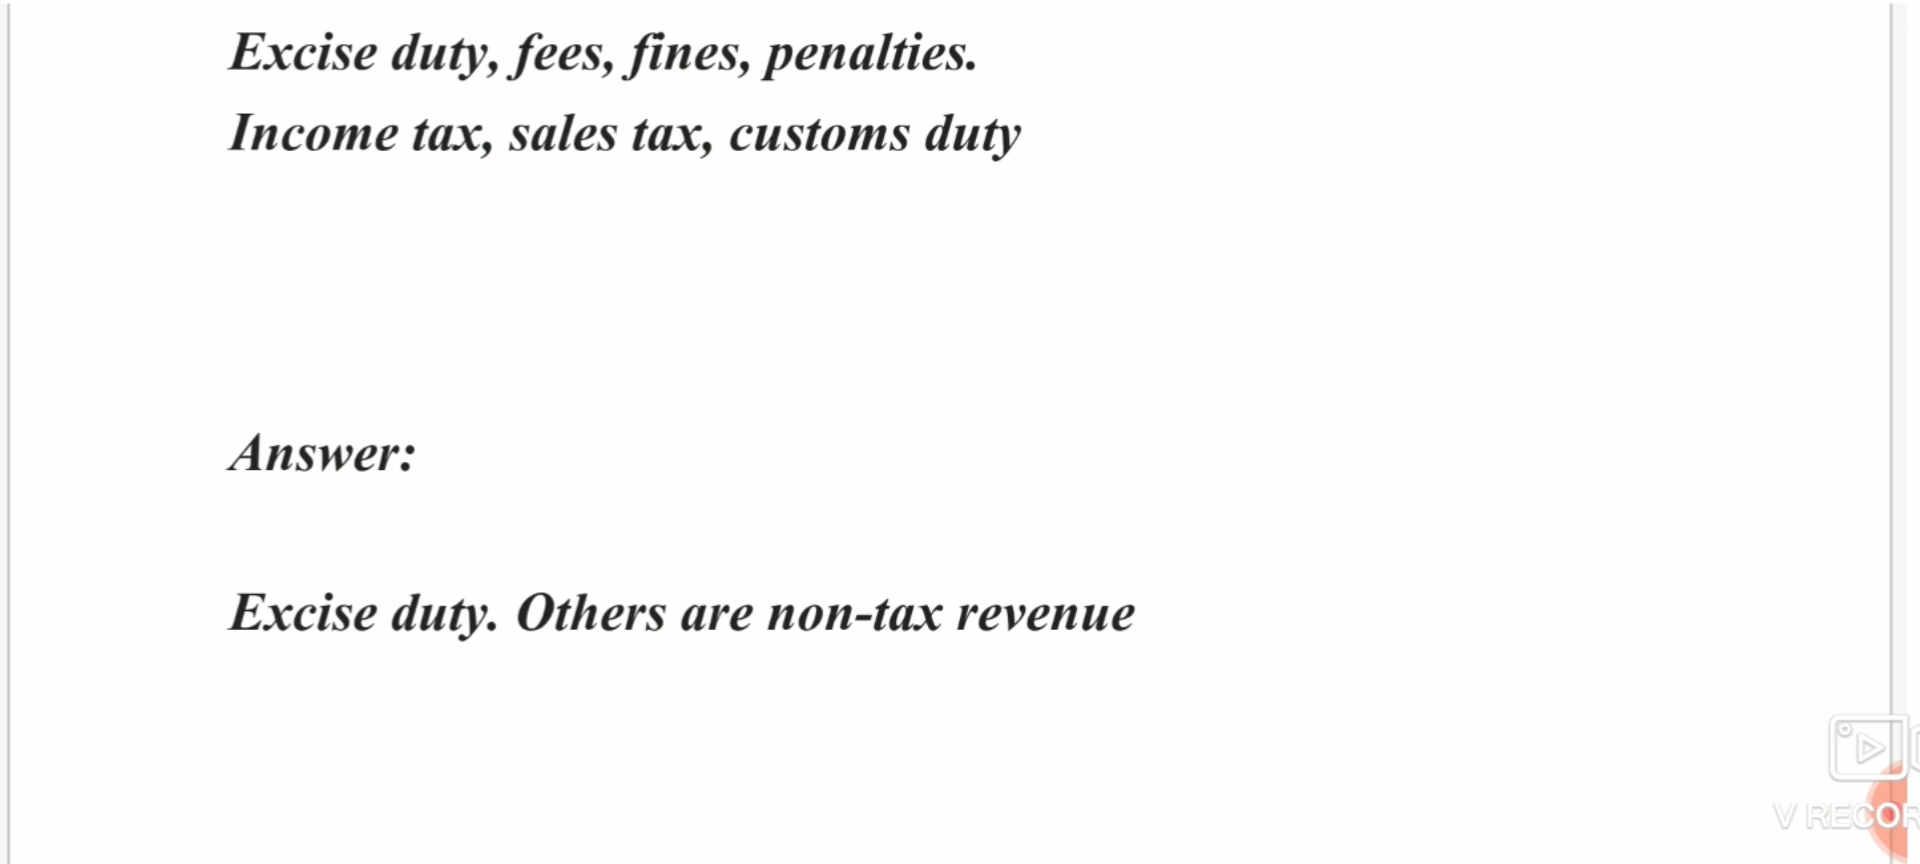 Excise duty, fees, fines, penalties.
Income tax, sales tax, customs duty
Answer:
Excise duty. Others are non-tax revenue
V RECOR